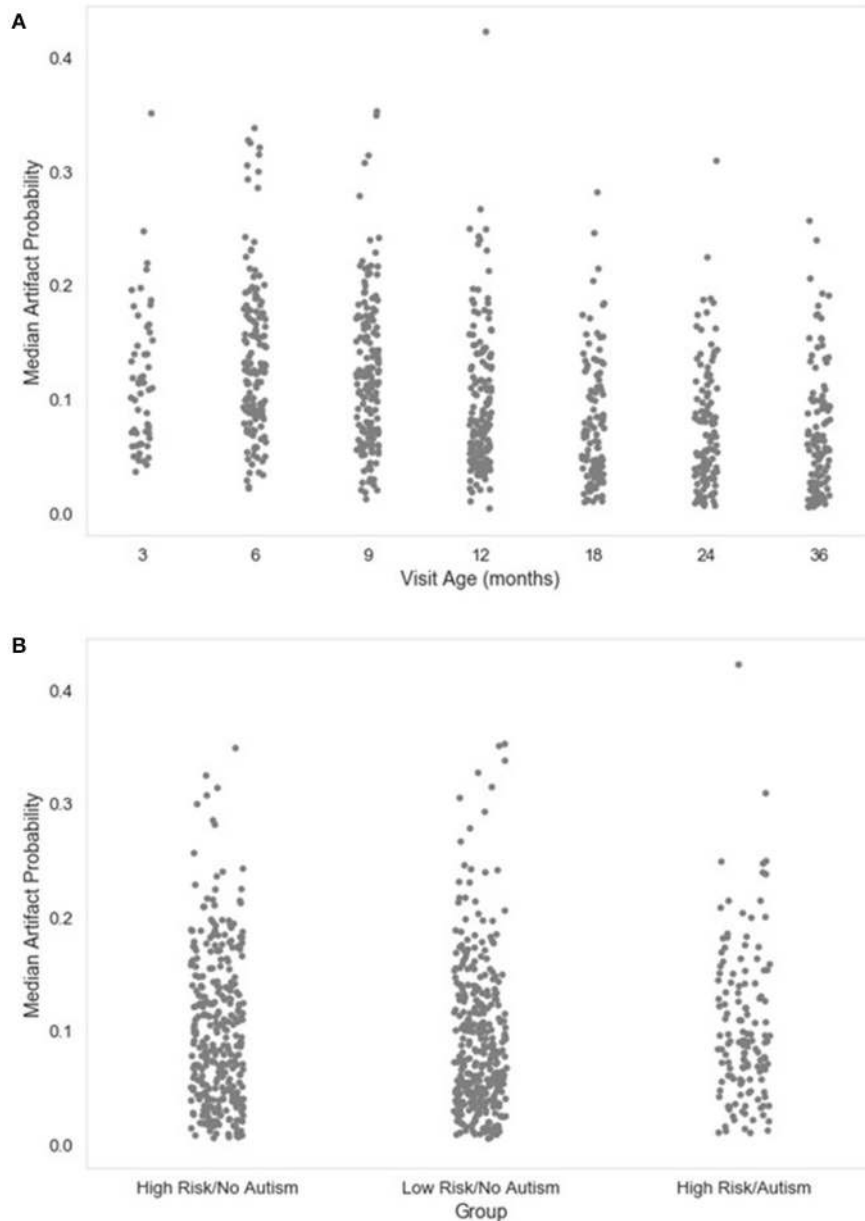 A
Median Artifact Probability
0.4
0.3
0.2
0.1
0.0
3 6 9 12 18 24 36
Visit Age (months)
B
Median Artifact Probability
0.4
0.3
0.2
0.1
0.0
High Risk/No Autism Low Risk/No Autism High Risk/Autism
Group